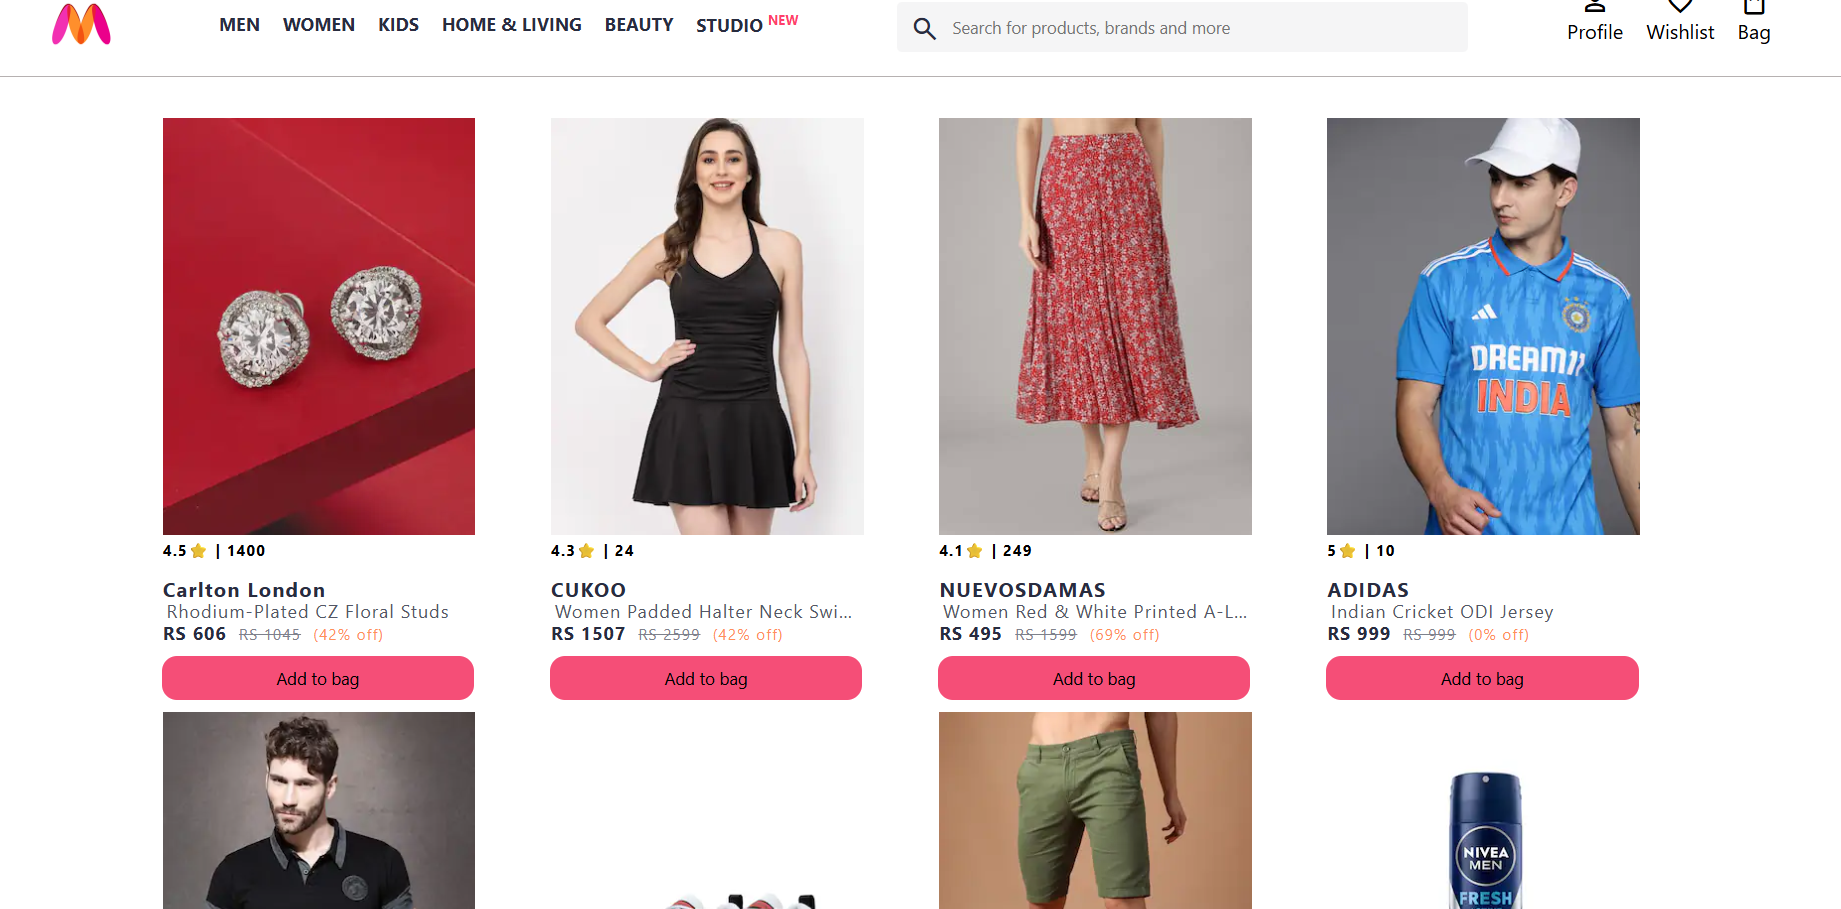 MEN WOMEN KIDS HOME & LIVING BEAUTY STUDIO NEW
Search for products, brands and more
Profile Wishlist Bag
DREAM11
INDIA
4.5 ⭐ | 1400
Carlton London
Rhodium-Plated CZ Floral Studs
RS 606 RS 1045 (42% off)
Add to bag
4.3 ⭐ | 24
CUKOO
Women Padded Halter Neck Swi...
RS 1507 RS 2599 (42% off)
Add to bag
4.1 ⭐ | 249
NUEVOSDAMAS
Women Red & White Printed A-L...
RS 495 RS 1599 (69% off)
Add to bag
5 ⭐ | 10
ADIDAS
Indian Cricket ODI Jersey
RS 999 RS 999 (0% off)
Add to bag
NIVEA
MEN
FRESH